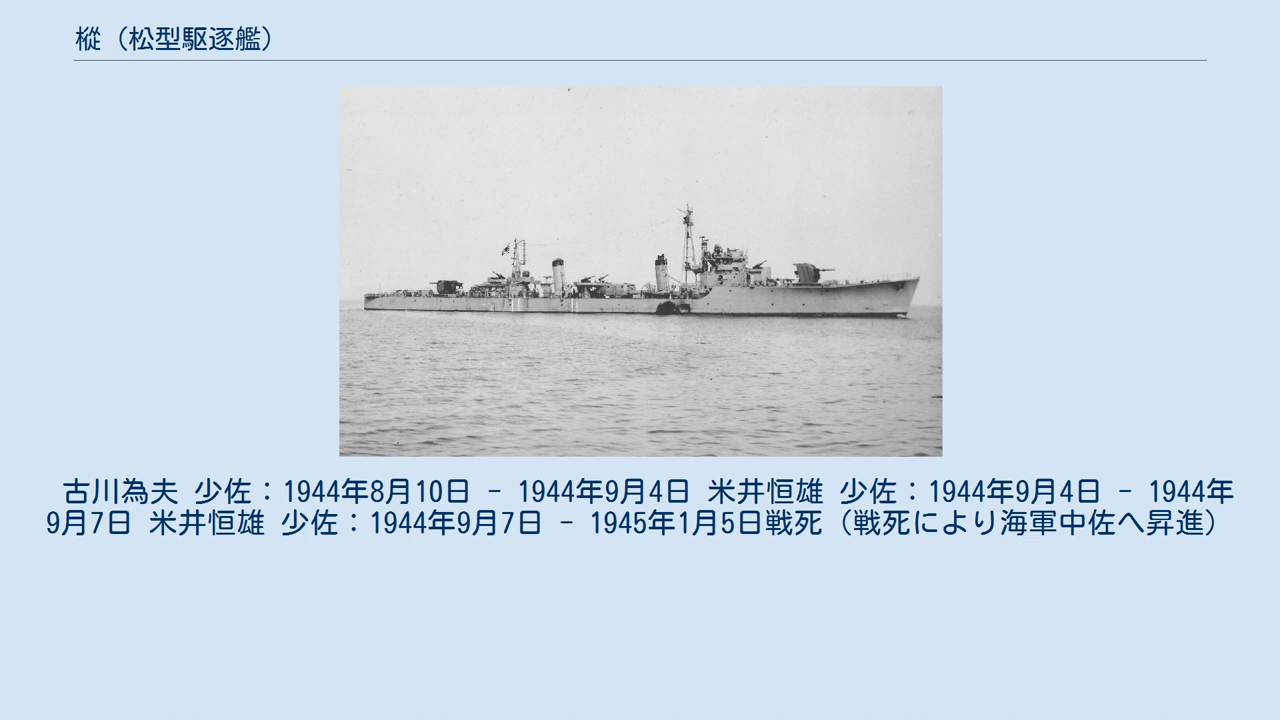 樅（松型駆逐艦）
古川為夫 少佐：1944年8月10日 - 1944年9月4日 米井恒雄 少佐：1944年9月4日 - 1944年
9月7日 米井恒雄 少佐：1944年9月7日 - 1945年1月5日戦死（戦死により海軍中佐へ昇進）